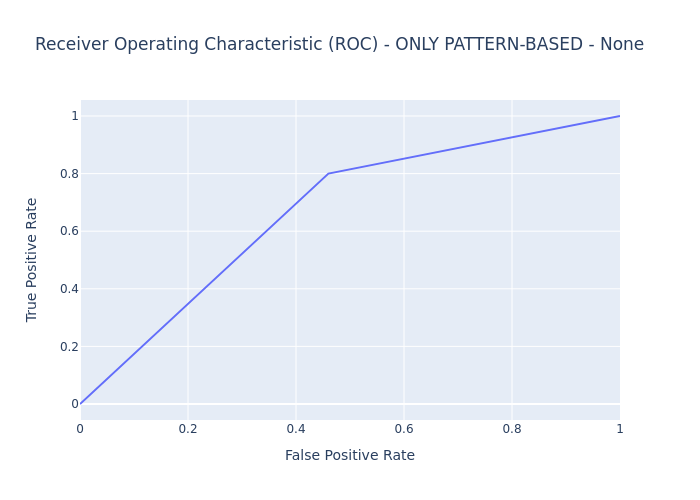 Receiver Operating Characteristic (ROC) - ONLY PATTERN-BASED - None
True Positive Rate
1
0.8
0.6
0.4
0.2
0
0 0.2 0.4 0.6 0.8 1
False Positive Rate